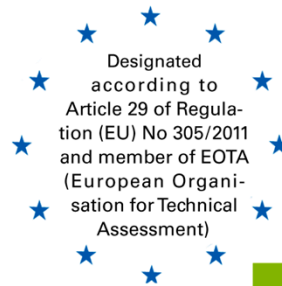 Designated
according to
Article 29 of Regula-
tion (EU) No 305/2011
and member of EOTA
(European Organi-
sation for Technical
Assessment)